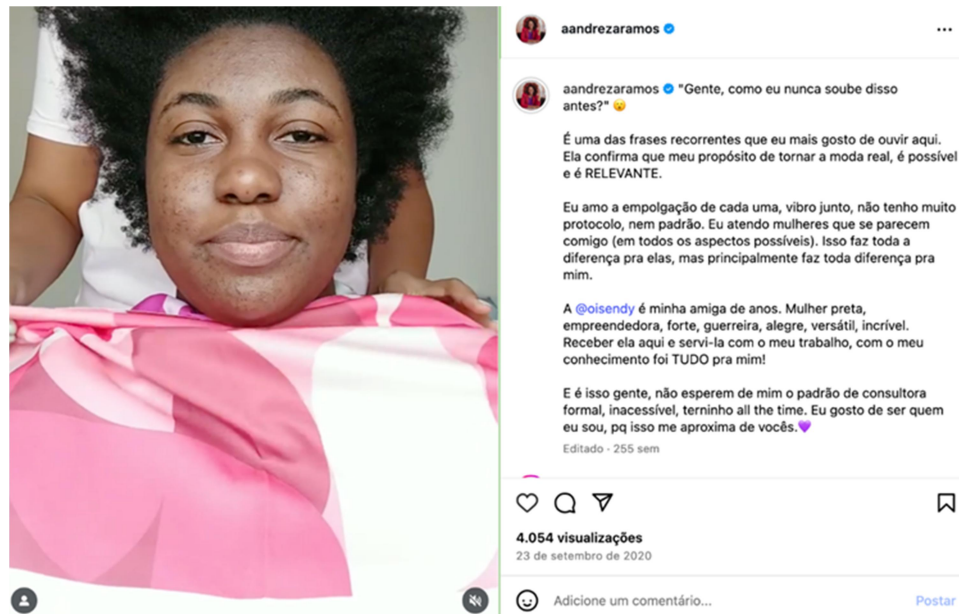 aandrezaramos
aandrezaramos "Gente, como eu nunca soube disso
antes?" 😮
É uma das frases recorrentes que eu mais gosto de ouvir aqui.
Ela confirma que meu propósito de tornar a moda real, é possível
e é RELEVANTE.
Eu amo a empolgação de cada uma, vibro junto, não tenho muito
protocolo, nem padrão. Eu atendo mulheres que se parecem
comigo (em todos os aspectos possíveis). Isso faz toda a
diferença pra elas, mas principalmente faz toda diferença pra
mim.
A @oisendy é minha amiga de anos. Mulher preta,
empreendedora, forte, guerreira, alegre, versátil, incrível.
Receber ela aqui e servi-la com o meu trabalho, com o meu
conhecimento foi TUDO pra mim!
E é isso gente, não esperem de mim o padrão de consultora
formal, inacessível, terninho all the time. Eu gosto de ser quem
eu sou, pq isso me aproxima de vocês.💜
Editado · 255 sem
4.054 visualizações
23 de setembro de 2020
Adicione um comentário...
Postar